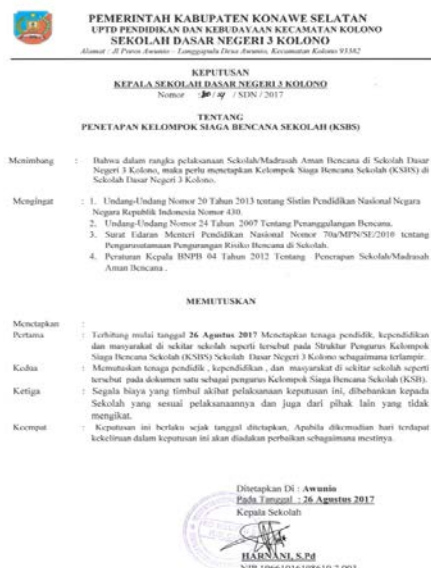 PEMERINTAH KABUPATEN KONAWE SELATAN
UPTD PENDIDIKAN DAN KEBUDAYAAN KECAMATAN KOLONO
SEKOLAH DASAR NEGERI 3 KOLONO
Alamat : Jl Poros Awunio – Langgapulu Desa Awunio, Kecamatan Kolono 93382
KEPUTUSAN
KEPALA SEKOLAH DASAR NEGERI 3 KOLONO
Nomor / SDN / 2017
TENTANG
PENETAPAN KELOMPOK SIAGA BENCANA SEKOLAH (KSBS)
Menimbang : Bahwa dalam rangka pelaksanaan Sekolah/Madrasah Aman Bencana di Sekolah Dasar
Negeri 3 Kolono, maka perlu menetapkan Kelompok Siaga Bencana Sekolah (KSBS) di
Sekolah Dasar Negeri 3 Kolono.
Mengingat : 1. Undang-Undang Nomor 20 Tahun 2013 tentang Sistim Pendidikan Nasional Negara
Negara Republik Indonesia Nomor 430.
2. Undang-Undang Nomor 24 Tahun 2007 Tentang Penanggulangan Bencana.
3. Surat Edaran Menteri Pendidikan Nasional Nomor 70a/MPN/SE/2010 tentang
Pengarusutamaan Pengurangan Risiko Bencana di Sekolah.
4. Peraturan Kepala BNPB 04 Tahun 2012 Tentang Penerapan Sekolah/Madrasah
Aman Bencana .
MEMUTUSKAN
Menetapkan :
Pertama : Terhitung mulai tanggal 26 Agustus 2017 Menetapkan tenaga pendidik, kependidikan
dan masyarakat di sekitar sekolah seperti tersebut pada Struktur Pengurus Kelompok
Siaga Bencana Sekolah (KSBS) Sekolah Dasar Negeri 3 Kolono sebagaimana terlampir.
Kedua : Memutuskan tenaga pendidik , kependidikan , dan masyarakat di sekitar sekolah seperti
tersebut pada dokumen satu sebagai pengurus Kelompok Siaga Bencana Sekolah (KSB).
Ketiga : Segala biaya yang timbul akibat pelaksanaan keputusan ini, dibebankan kepada
Sekolah yang sesuai pelaksanaannya dan juga dari pihak lain yang tidak
mengikat.
Keempat : Keputusan ini berlaku sejak tanggal ditetapkan, Apabila dikemudian hari terdapat
kekeliruan dalam keputusan ini akan diadakan perbaikan sebagaimana mestinya.
Ditetapkan Di : Awunio
Pada Tanggal : 26 Agustus 2017
Kepala Sekolah
HARNANI, S.Pd